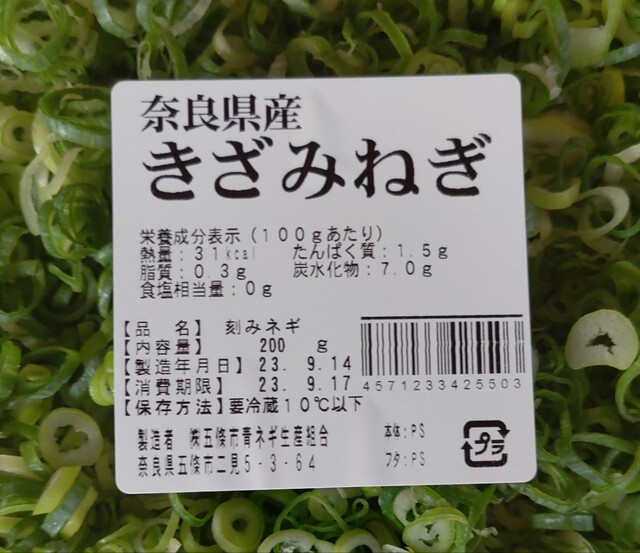 奈良県産
きざみねぎ
栄養成分表示(100gあたり)
熱量:31kcal たんぱく質:1.5g
脂質:0.3g 炭水化物:7.0g
食塩相当量:0g
【品 名】 刻みネギ
【内容量】 200 g
【製造年月日】 23. 9.14
【消費期限】 23. 9.17
4571233425503
【保存方法】要冷蔵10℃以下
製造者 ㈱五條市青ネギ生産組合
奈良県五條市二見5-3-64
本体:PS
フタ:PS
プラ